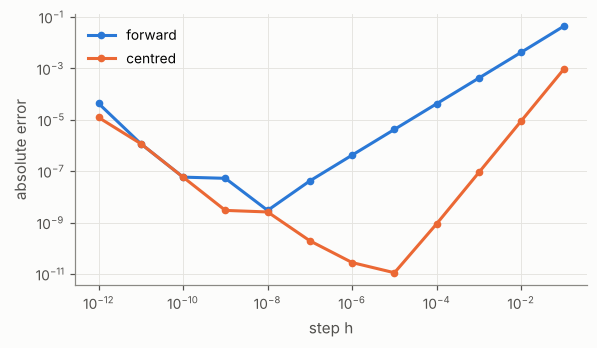 10⁻¹
10⁻³
10⁻⁵
10⁻⁷
10⁻⁹
10⁻¹¹
absolute error
forward
centred
10⁻¹² 10⁻¹⁰ 10⁻⁸ 10⁻⁶ 10⁻⁴ 10⁻²
step h